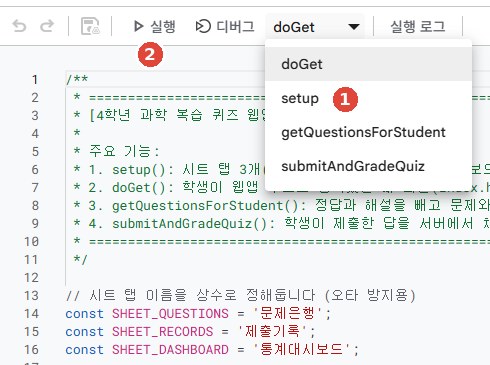 실행 디버그 doGet 실행 로그
2
doGet
setup 1
getQuestionsForStudent
submitAndGradeQuiz
1 /**
2 * =====================
3 * [4학년 과학 복습 퀴즈 웹앱
4 *
5 * 주요 기능:
6 * 1. setup(): 시트 탭 3개(
7 * 2. doGet(): 학생이 웹앱
8 * 3. getQuestionsForStudent(): 정답과 해설을 빼고 문제와
9 * 4. submitAndGradeQuiz(): 학생이 제출한 답을 서버에서 채
10 * =====================
11 */
12
13 // 시트 탭 이름을 상수로 정해둡니다 (오타 방지용)
14 const SHEET_QUESTIONS = '문제은행';
15 const SHEET_RECORDS = '제출기록';
16 const SHEET_DASHBOARD = '통계대시보드';
17